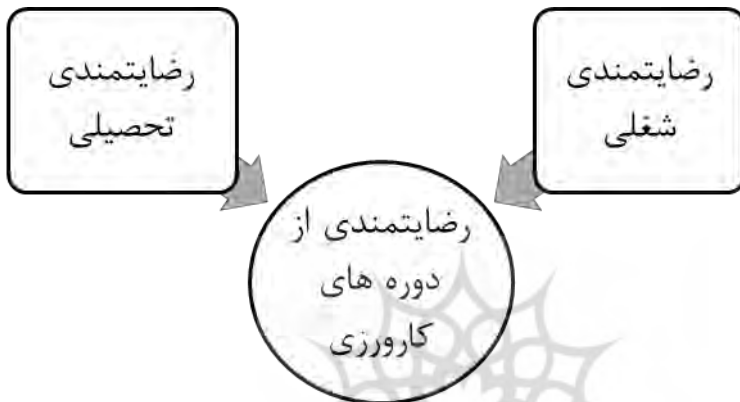 رضایتمندی
شغلی
رضایتمندی
تحصیلی
رضایتمندی از
دوره های
کارورزی